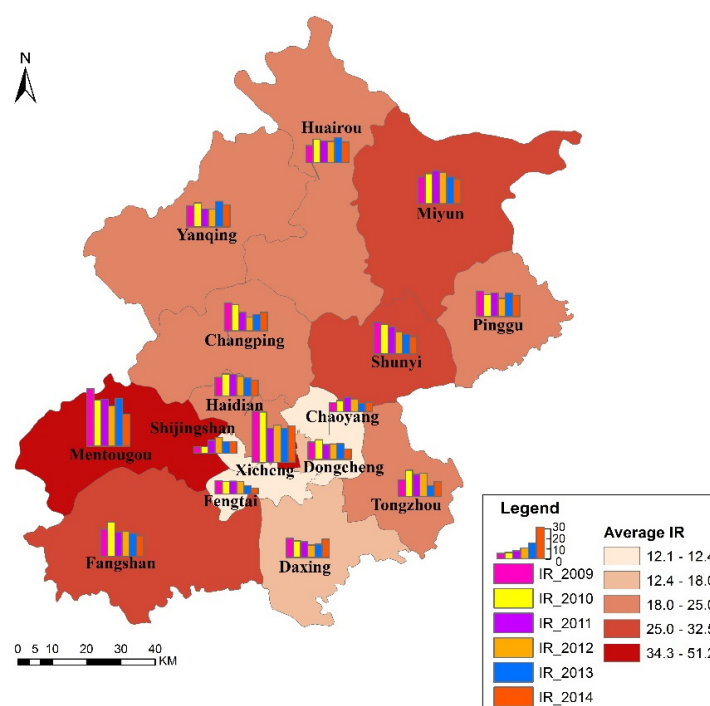 N
Huairou
Miyun
Yanqing
Pinggu
Changping
Shunyi
Haidian
Chaoyang
Shijingshan
Mentougou
Xicheng
Dongcheng
Tongzhou
Fengtai
Fangshan
Daxing
0 5 10 20 30 40
KM
Legend
30
20
10
0
IR_2009
IR_2010
IR_2011
IR_2012
IR_2013
IR_2014
Average IR
12.1 - 12.4
12.4 - 18.0
18.0 - 25.0
25.0 - 32.5
34.3 - 51.2